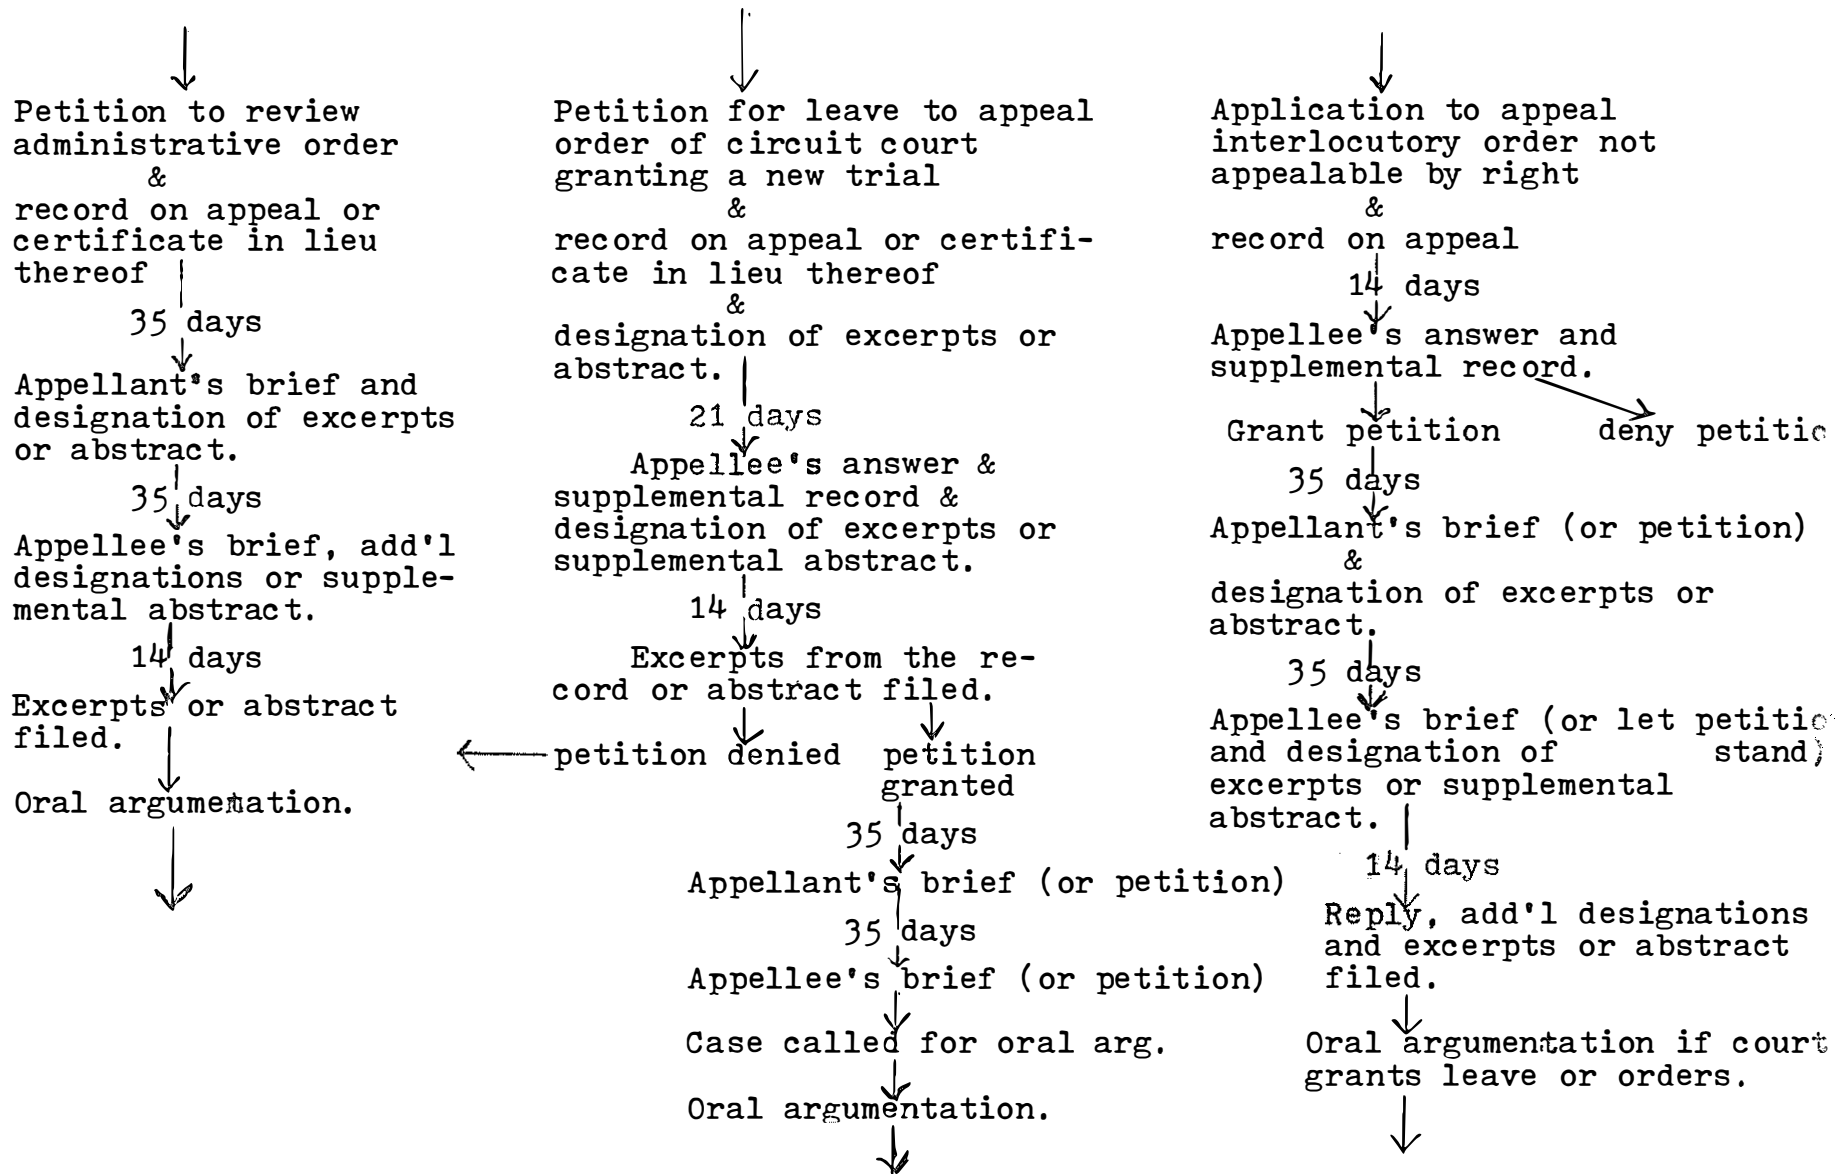 Petition to review
administrative order
&
record on appeal or
certificate in lieu
thereof
35 days
Appellant's brief and
designation of excerpts
or abstract.
35 days
Appellee's brief, add'l
designations or supple-
mental abstract.
14 days
Excerpts or abstract
filed.
Oral argumentation.
Petition for leave to appeal
order of circuit court
granting a new trial
&
record on appeal or certifi-
cate in lieu thereof
&
designation of excerpts or
abstract.
21 days
Appellee's answer &
supplemental record &
designation of excerpts or
supplemental abstract.
14 days
Excerpts from the re-
cord or abstract filed.
petition denied petition
granted
35 days
Appellant's brief (or petition)
35 days
Appellee's brief (or petition)
Case called for oral arg.
Oral argumentation.
Application to appeal
interlocutory order not
appealable by right
&
record on appeal
14 days
Appellee's answer and
supplemental record.
Grant petition deny petitic
35 days
Appellant's brief (or petition)
&
designation of excerpts or
abstract.
35 days
Appellee's brief (or let petitio
and designation of stand)
excerpts or supplemental
abstract.
14 days
Reply, add'l designations
and excerpts or abstract
filed.
Oral argumentation if court
grants leave or orders.